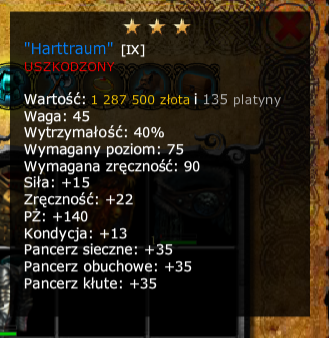 "Harttraum" [IX]
USZKODZONY
Wartość: 1 287 500 złota i 135 platyny
Waga: 45
Wytrzymałość: 40%
Wymagany poziom: 75
Wymagana zręczność: 90
Siła: +15
Zręczność: +22
PŻ: +140
Kondycja: +13
Pancerz sieczne: +35
Pancerz obuchowe: +35
Pancerz kłute: +35